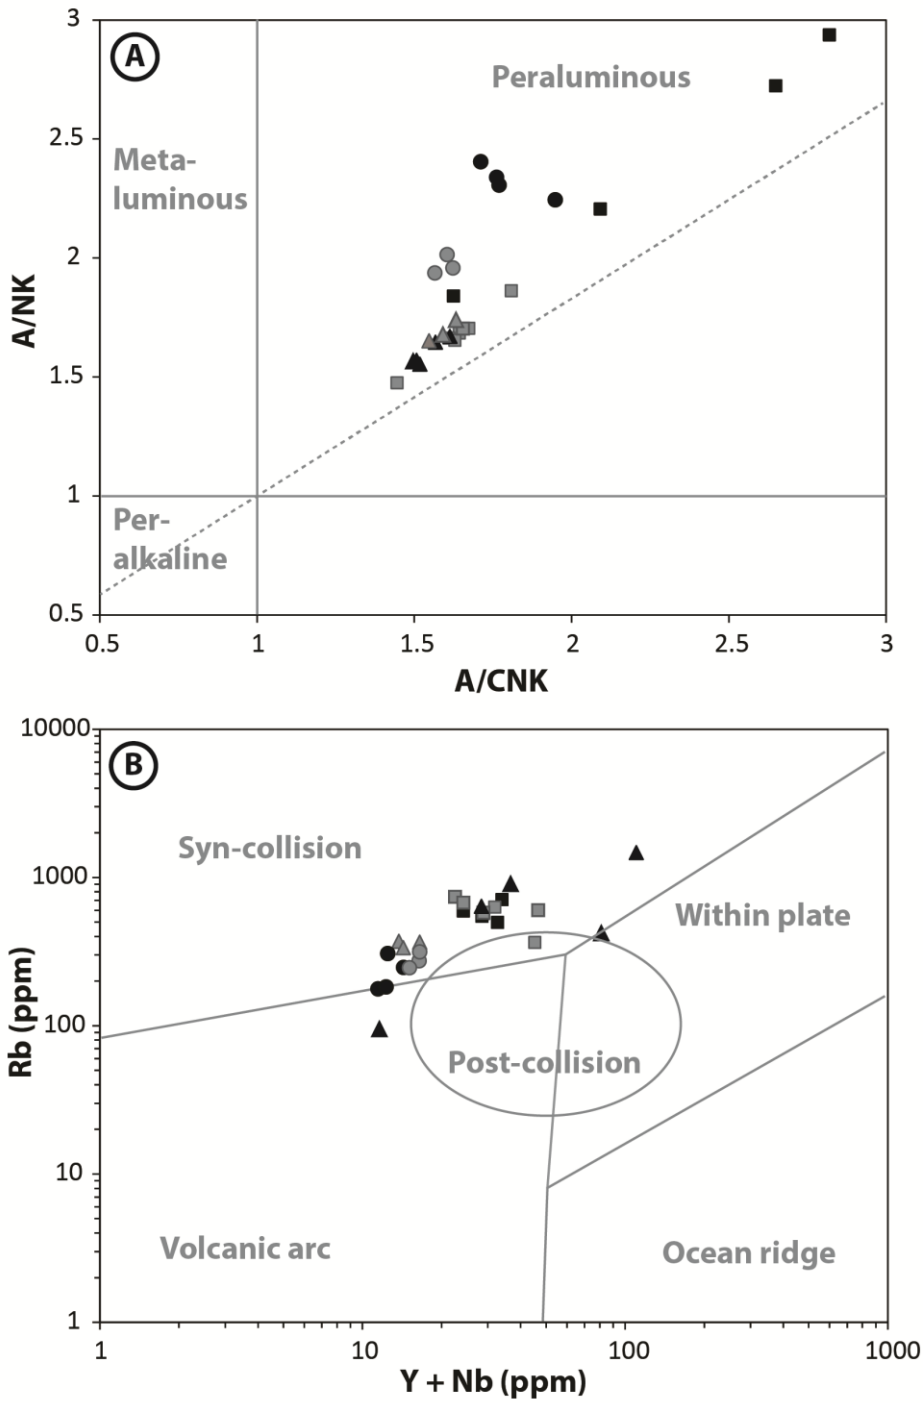 3
A
Peraluminous
2.5
Meta-
luminous
2
A/NK
1.5
1
Per-
alkaline
0.5
0.5 1 1.5 2 2.5 3
A/CNK
10000
B
Syn-collision
1000
Within plate
Rb (ppm)
100
Post-collision
10
Volcanic arc
Ocean ridge
1
1 10 100 1000
Y + Nb (ppm)